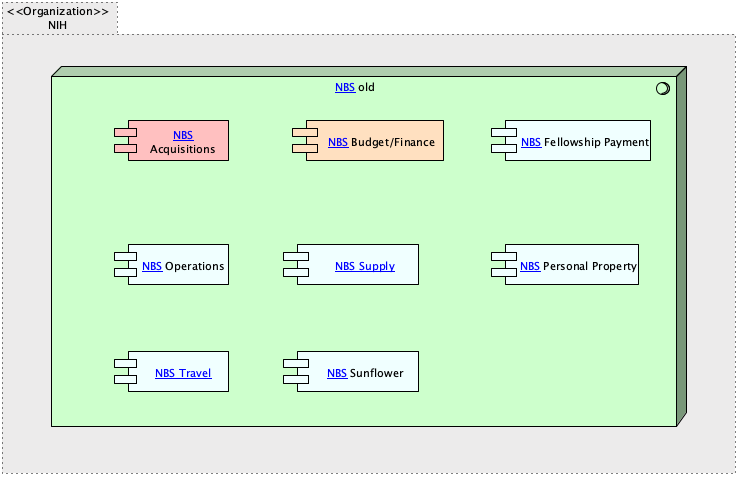 <<Organization>>
NIH
NBS old
NBS
Acquisitions
NBS Budget/Finance
NBS Fellowship Payment
NBS Operations
NBS Supply
NBS Personal Property
NBS Travel
NBS Sunflower